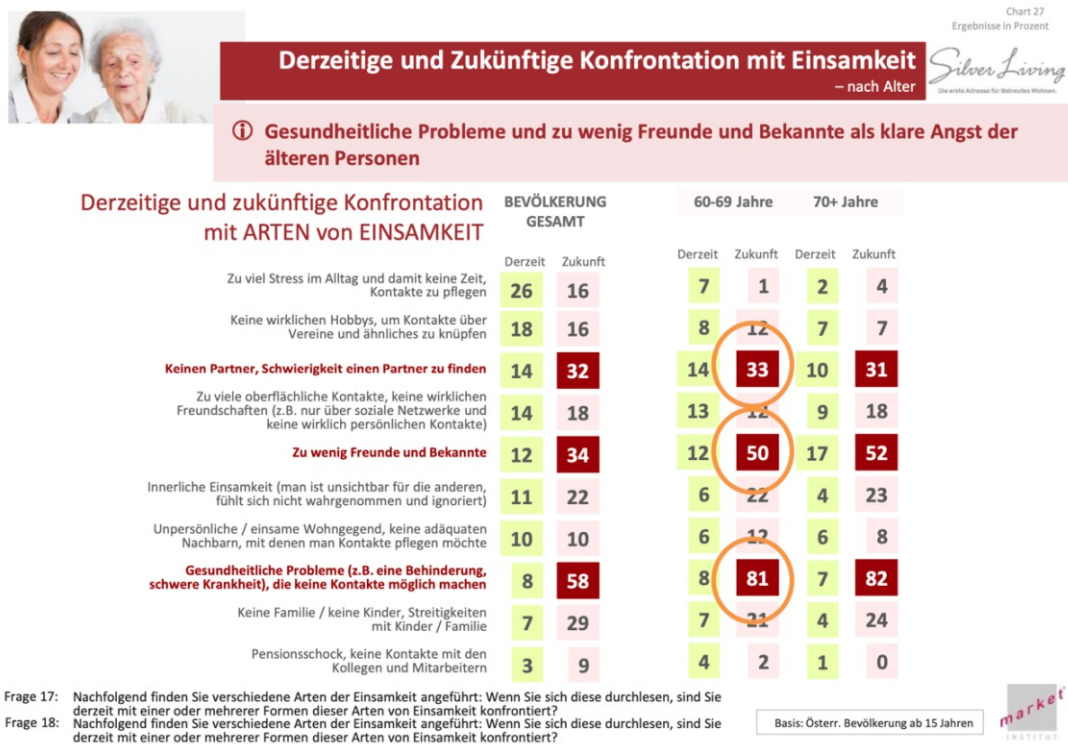 Chart 27
Ergebnisse in Prozent
Derzeitige und Zukünftige Konfrontation mit Einsamkeit
– nach Alter
Silver Living
Die erste Adresse für Betreutes Wohnen.
Gesundheitliche Probleme und zu wenig Freunde und Bekannte als klare Angst der
älteren Personen
Derzeitige und zukünftige Konfrontation
mit ARTEN von EINSAMKEIT
BEVÖLKERUNG
GESAMT
60-69 Jahre 70+ Jahre
Derzeit Zukunft Derzeit Zukunft Derzeit Zukunft
Zu viel Stress im Alltag und damit keine Zeit,
Kontakte zu pflegen
26 16 7 1 2 4
Keine wirklichen Hobbys, um Kontakte über
Vereine und ähnliches zu knüpfen
18 16 8 12 7 7
Keinen Partner, Schwierigkeit einen Partner zu finden
14 32 14 33 10 31
Zu viele oberflächliche Kontakte, keine wirklichen
Freundschaften (z.B. nur über soziale Netzwerke und
keine wirklich persönlichen Kontakte)
14 18 13 12 9 18
Zu wenig Freunde und Bekannte
12 34 12 50 17 52
Innerliche Einsamkeit (man ist unsichtbar für die anderen,
fühlt sich nicht wahrgenommen und ignoriert)
11 22 6 22 4 23
Unpersönliche / einsame Wohngegend, keine adäquaten
Nachbarn, mit denen man Kontakte pflegen möchte
10 10 6 12 6 8
Gesundheitliche Probleme (z.B. eine Behinderung,
schwere Krankheit), die keine Kontakte möglich machen
8 58 8 81 7 82
Keine Familie / keine Kinder, Streitigkeiten
mit Kinder / Familie
7 29 7 21 4 24
Pensionsschock, keine Kontakte mit den
Kollegen und Mitarbeitern
3 9 4 2 1 0
Frage 17: Nachfolgend finden Sie verschiedene Arten der Einsamkeit angeführt: Wenn Sie sich diese durchlesen, sind Sie
derzeit mit einer oder mehrerer Formen dieser Arten von Einsamkeit konfrontiert?
Frage 18: Nachfolgend finden Sie verschiedene Arten der Einsamkeit angeführt: Wenn Sie sich diese durchlesen, sind Sie
derzeit mit einer oder mehrerer Formen dieser Arten von Einsamkeit konfrontiert?
Basis: Österr. Bevölkerung ab 15 Jahren
market
INSTITUT